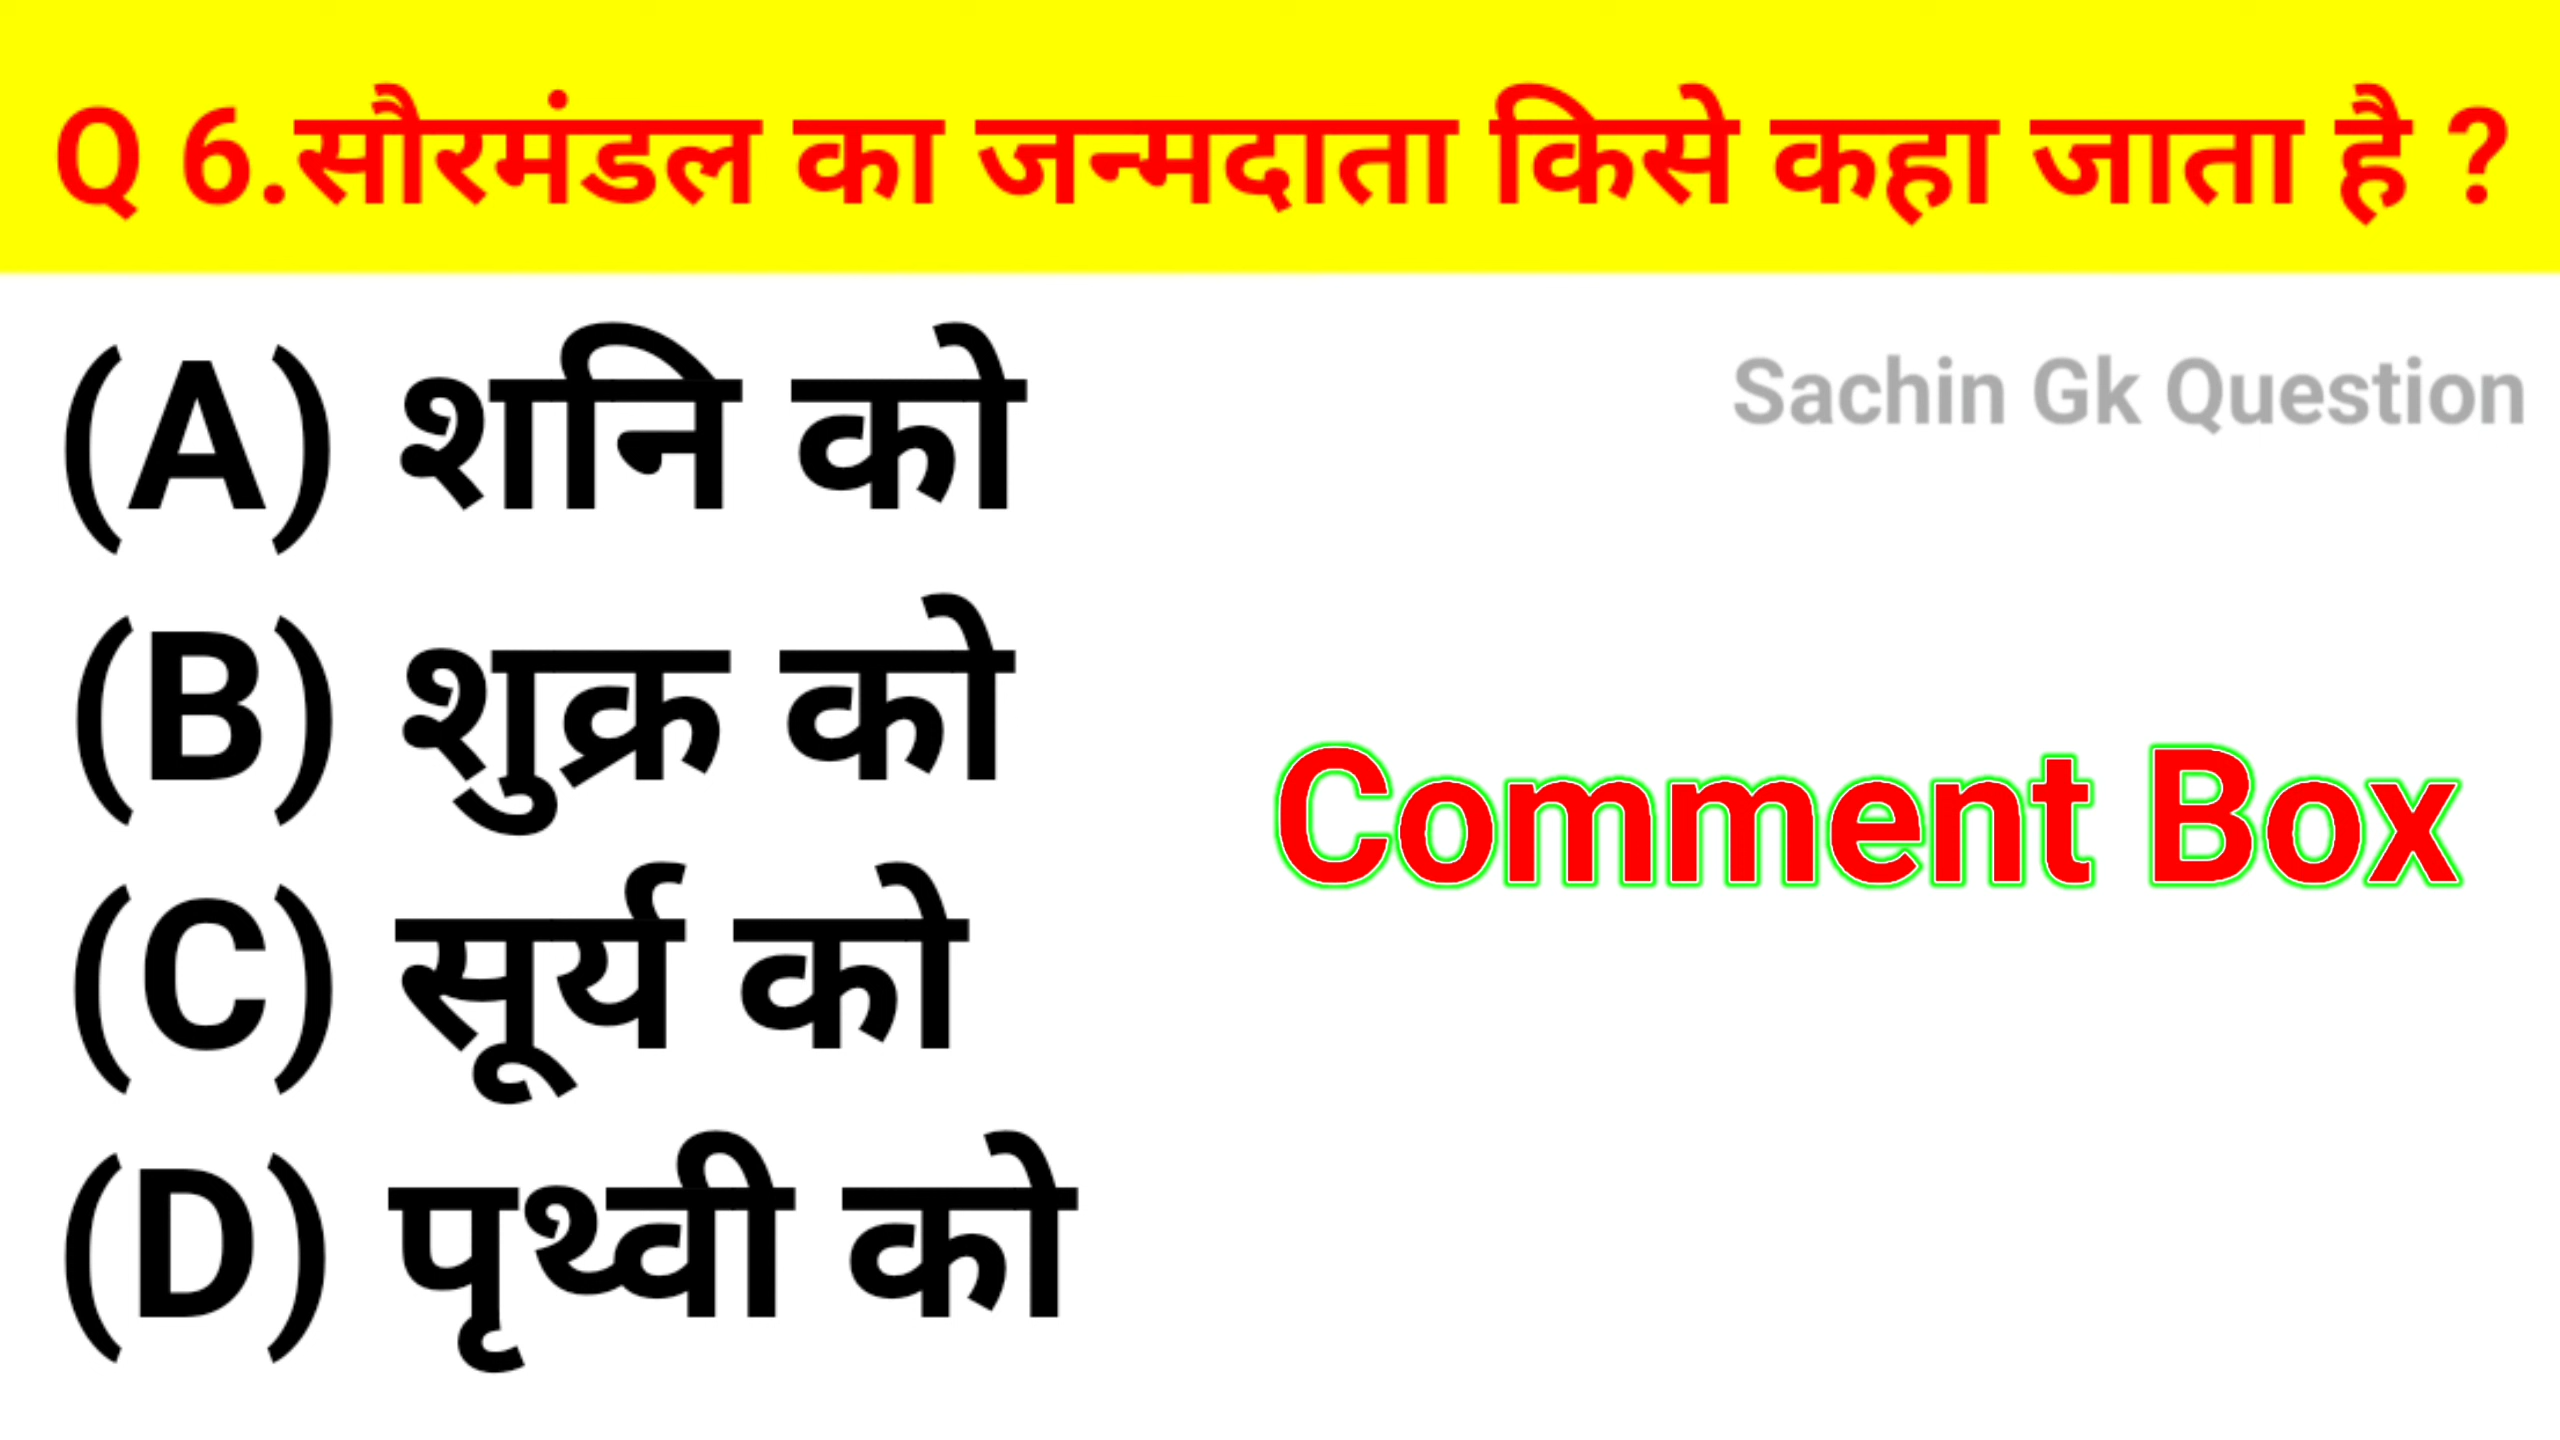 Q 6.सौरमंडल का जन्मदाता किसे कहा जाता है ?
(A) शनि को
Sachin Gk Question
(B) शुक्र को
Comment Box
(C) सूर्य को
(D) पृथ्वी को